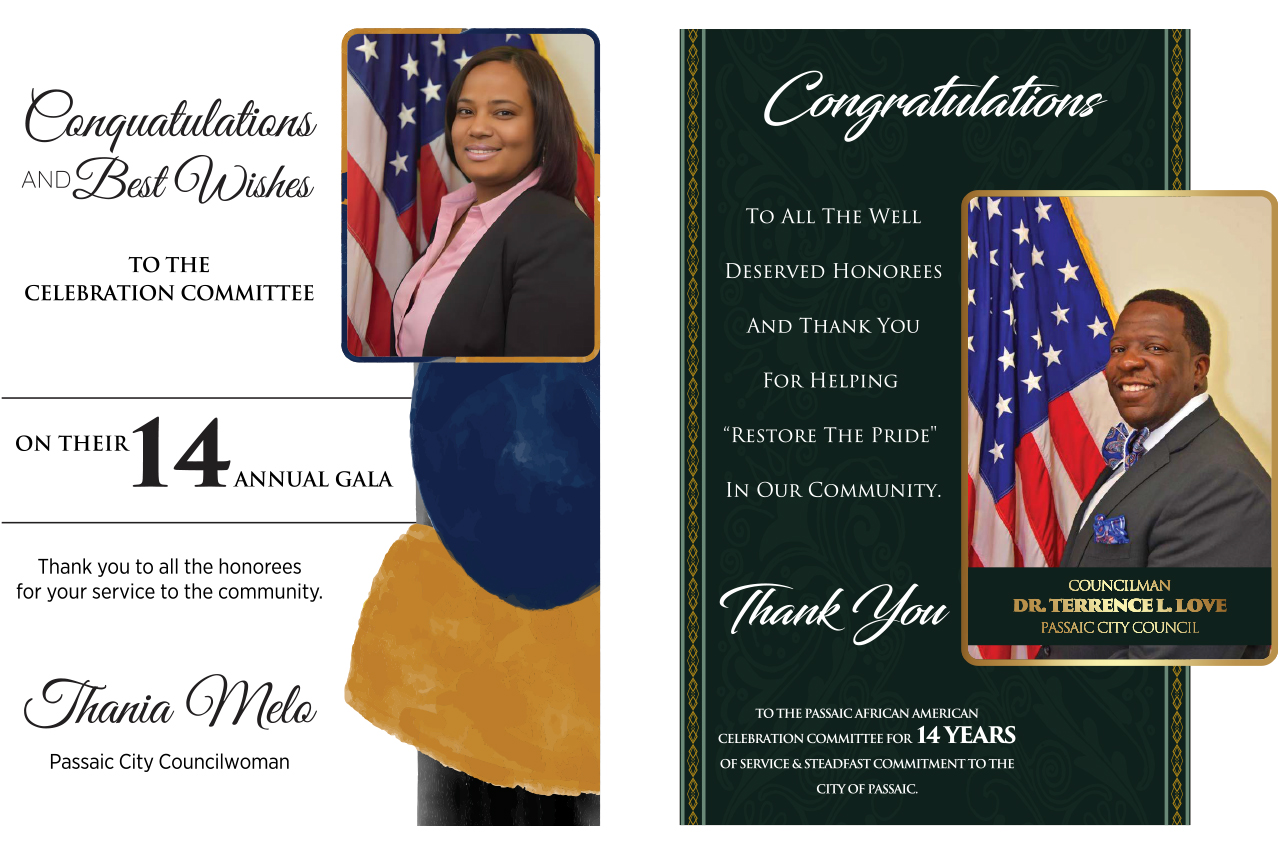 Conquatulations
AND Best Wishes
TO THE
CELEBRATION COMMITTEE
ON THEIR 14 ANNUAL GALA
Thank you to all the honorees
for your service to the community.
Thania Melo
Passaic City Councilwoman
Congratulations
TO ALL THE WELL
DESERVED HONOREES
AND THANK YOU
FOR HELPING
“RESTORE THE PRIDE"
IN OUR COMMUNITY.
Thank You
COUNCILMAN
DR. TERRENCE L. LOVE
PASSAIC CITY COUNCIL
TO THE PASSAIC AFRICAN AMERICAN
CELEBRATION COMMITTEE FOR 14 YEARS
OF SERVICE & STEADFAST COMMITMENT TO THE
CITY OF PASSAIC.